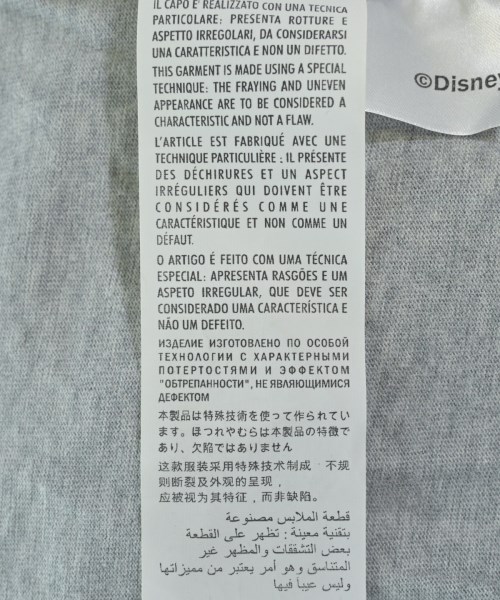 IL CAPO E' REALIZZATO CON UNA TECNICA
PARTICOLARE: PRESENTA ROTTURE E
ASPETTO IRREGOLARI, DA CONSIDERARSI
UNA CARATTERISTICA E NON UN DIFETTO.
THIS GARMENT IS MADE USING A SPECIAL
TECHNIQUE: THE FRAYING AND UNEVEN
APPEARANCE ARE TO BE CONSIDERED A
CHARACTERISTIC AND NOT A FLAW.
L'ARTICLE EST FABRIQUÉ AVEC UNE
TECHNIQUE PARTICULIÈRE : IL PRÉSENTE
DES DÉCHIRURES ET UN ASPECT
IRRÉGULIERS QUI DOIVENT ÊTRE
CONSIDÉRÉS COMME UNE
CARACTÉRISTIQUE ET NON COMME UN
DÉFAUT.
O ARTIGO É FEITO COM UMA TÉCNICA
ESPECIAL: APRESENTA RASGÕES E UM
ASPETO IRREGULAR, QUE DEVE SER
CONSIDERADO UMA CARACTERÍSTICA E
NÃO UM DEFEITO.
ИЗДЕЛИЕ ИЗГОТОВЛЕНО ПО ОСОБОЙ
ТЕХНОЛОГИИ С ХАРАКТЕРНЫМИ
ПОТЕРТОСТЯМИ И ЭФФЕКТОМ
"ОБТРЕПАННОСТИ", НЕ ЯВЛЯЮЩИМИСЯ
ДЕФЕКТОМ
本製品は特殊技術を使って作られてい
ます。ほつれやむらは本製品の特徴で
あり、欠陥ではありません
这款服装采用特殊技术制成，不规
则断裂及外观的呈现，
应被视为其特征，而非缺陷。
قطعة الملابس مصنوعة
بتقنية معينة: تظهر على القطعة
بعض التشققات والمظهر غير
المتناسق وهو أمر يعتبر من مميزاتها
وليس عيباً فيها
©Disney